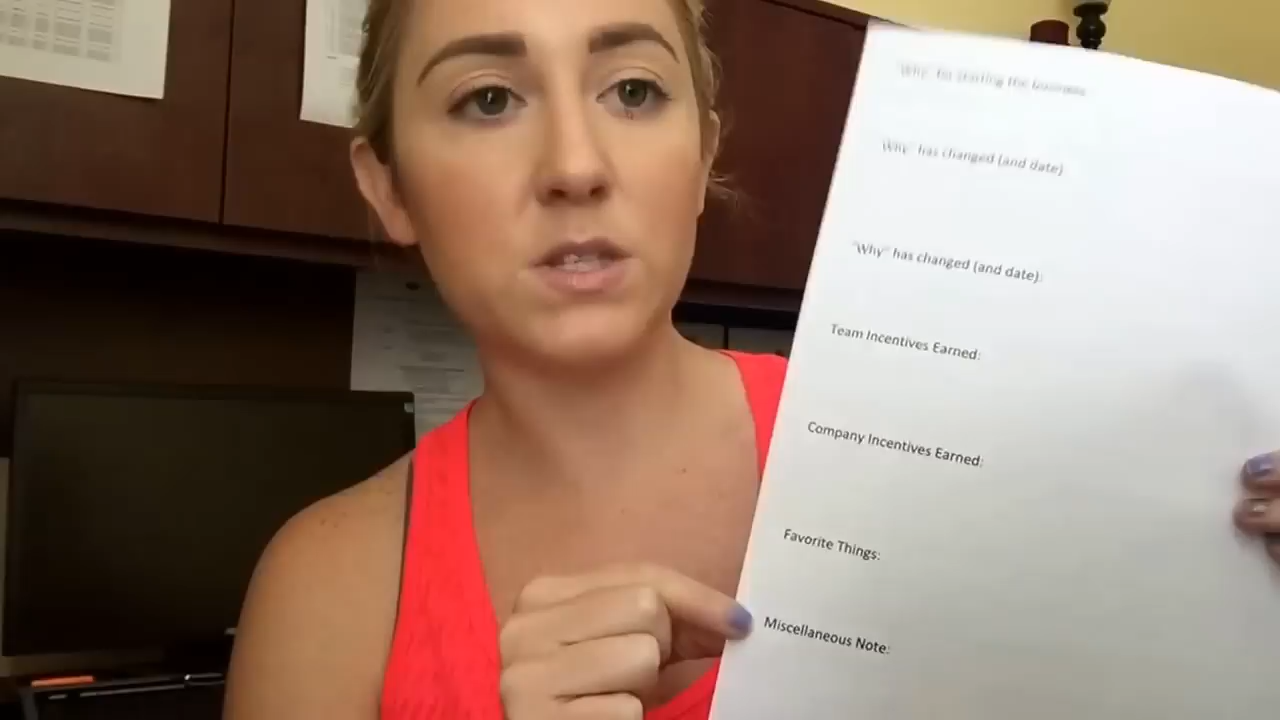 "Why" for starting the business
"Why" has changed (and date)
"Why" has changed (and date):
Team Incentives Earned:
Company Incentives Earned:
Favorite Things:
Miscellaneous Note: